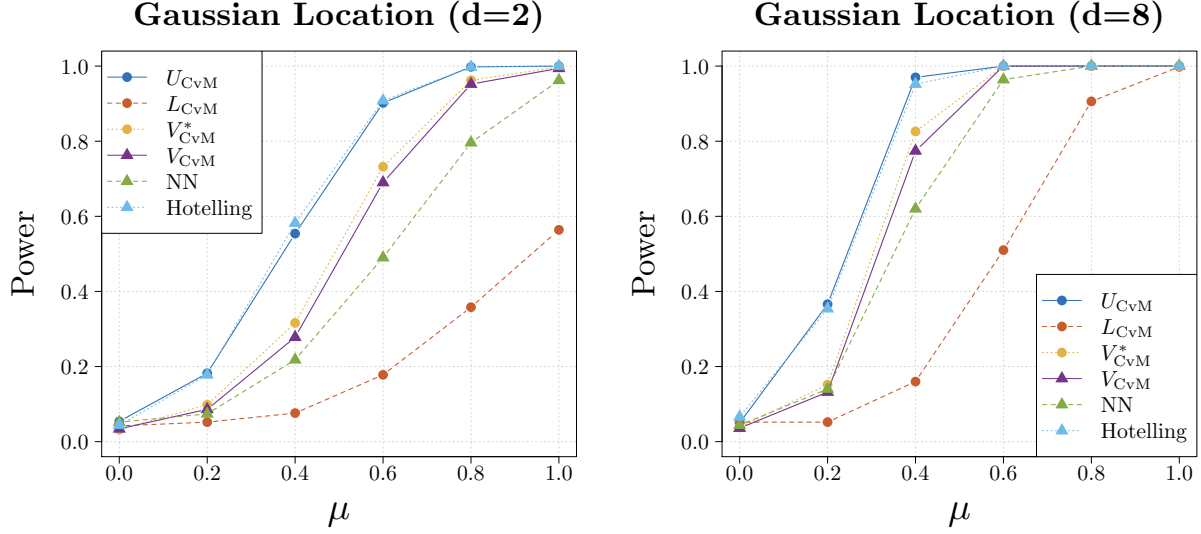 Gaussian Location (d=2)
Power
1.0
0.8
0.6
0.4
0.2
0.0
U_CvM
L_CvM
V*_CvM
V_CvM
NN
Hotelling
0.0 0.2 0.4 0.6 0.8 1.0
μ
Gaussian Location (d=8)
Power
1.0
0.8
0.6
0.4
0.2
0.0
U_CvM
L_CvM
V*_CvM
V_CvM
NN
Hotelling
0.0 0.2 0.4 0.6 0.8 1.0
μ